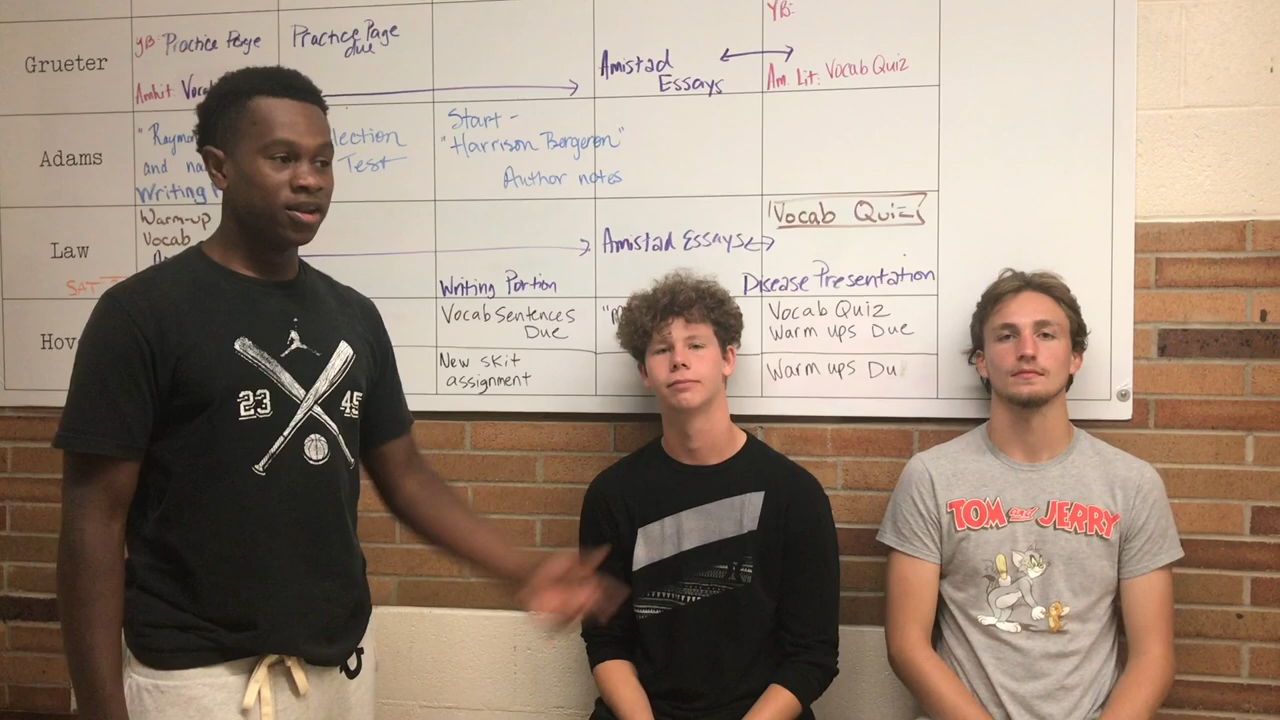 YB:
YB: Practice Page
Practice Page
due
Grueter
Amistad
Essays
Am. Lit: Vocab Quiz
Start -
"Harrison Bergeron"
Author notes
Adams
Test
and
Writing
Warm-up
Vocab
Vocab Quiz
Law
Amistad Essays
SAT
Writing Portion
Disease Presentation
Vocab Sentences
Due
Vocab Quiz
Warm ups Due
New skit
assignment
Warm ups Du
23
45
TOM and JERRY